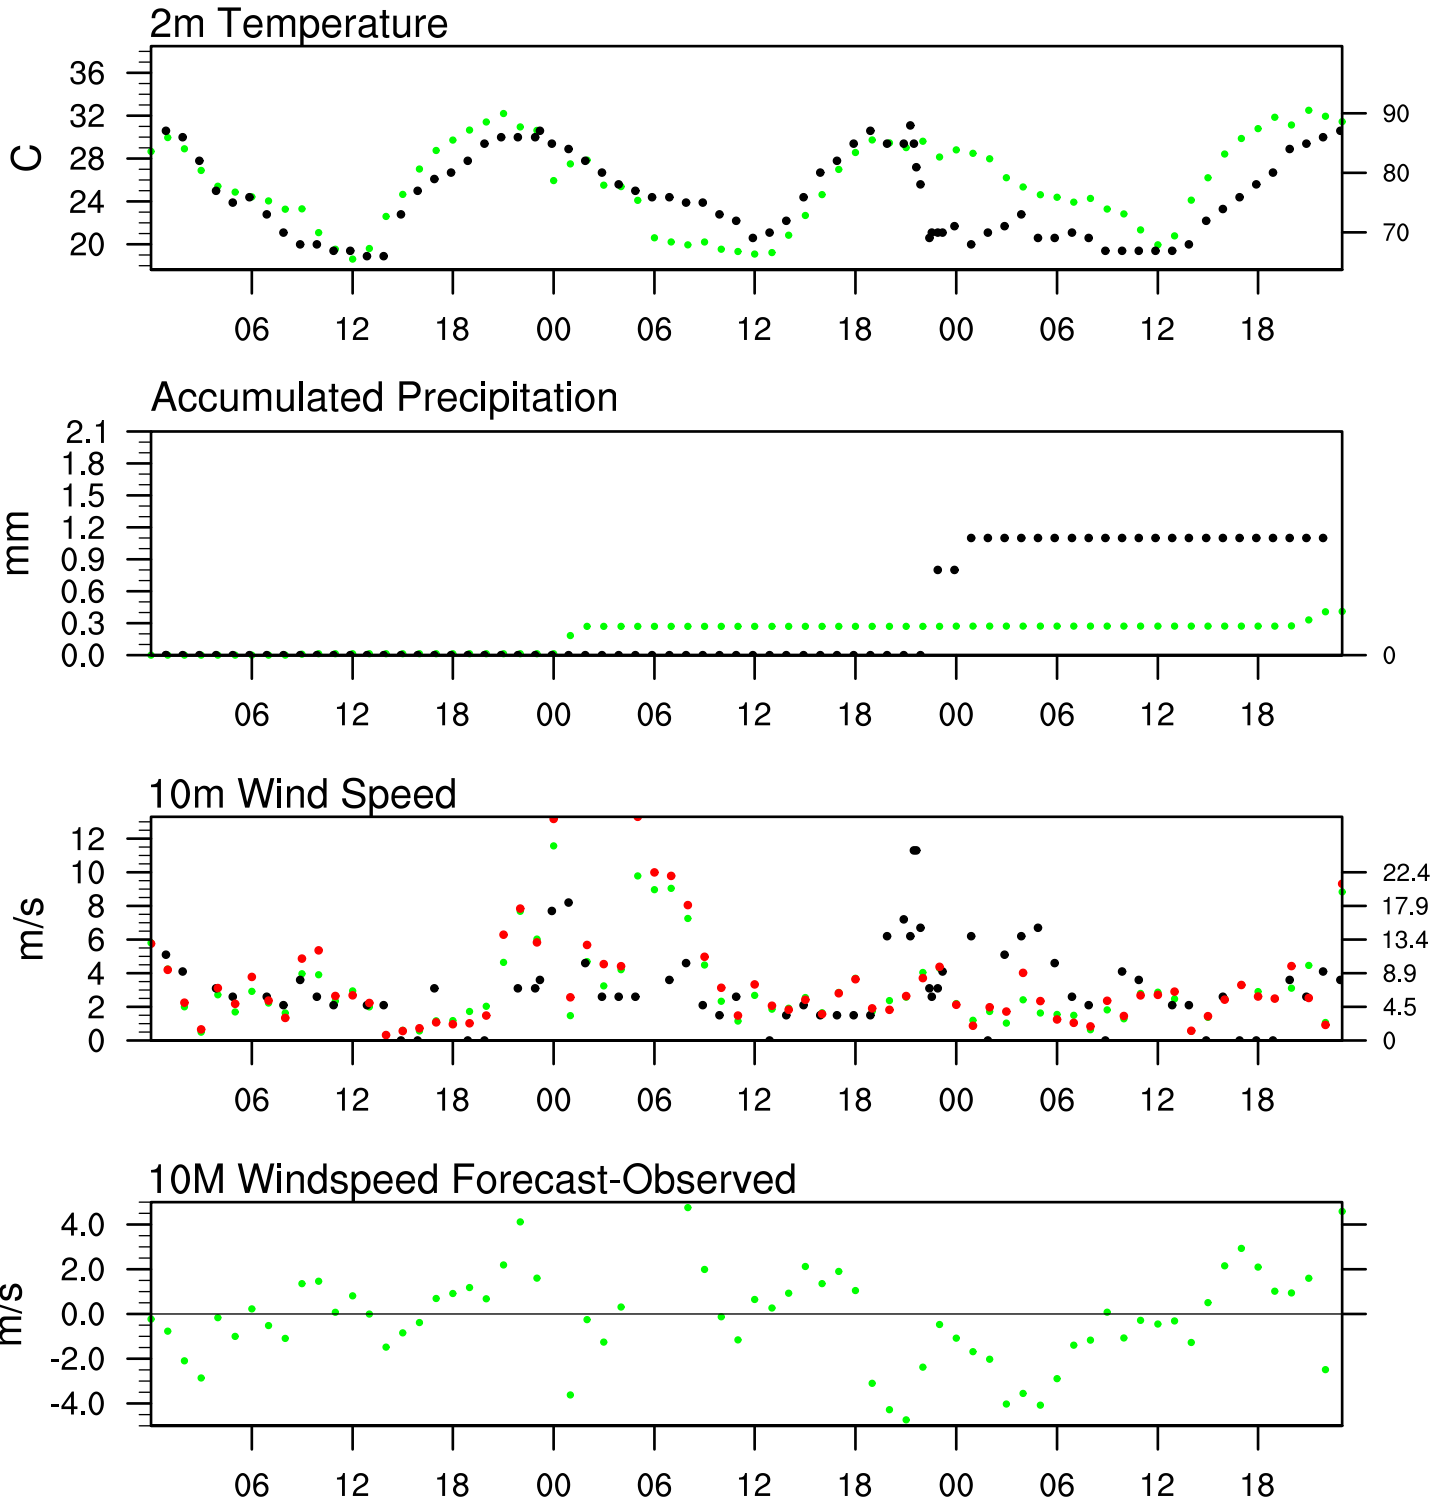 2m Temperature
36
32
28
24
20
C
90
80
70
06 12 18 00 06 12 18 00 06 12 18
Accumulated Precipitation
2.1
1.8
1.5
1.2
0.9
0.6
0.3
0.0
mm
0
06 12 18 00 06 12 18 00 06 12 18
10m Wind Speed
12
10
8
6
4
2
0
m/s
22.4
17.9
13.4
8.9
4.5
0
06 12 18 00 06 12 18 00 06 12 18
10M Windspeed Forecast-Observed
4.0
2.0
0.0
-2.0
-4.0
m/s
06 12 18 00 06 12 18 00 06 12 18